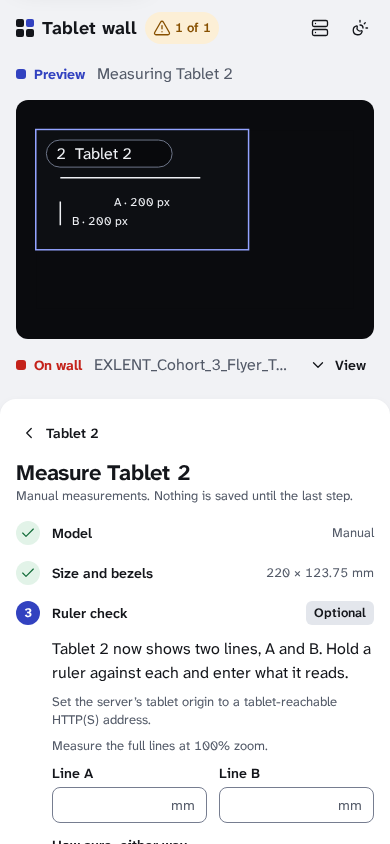 Tablet wall
1 of 1
Preview Measuring Tablet 2
2 Tablet 2
A · 200 px
B · 200 px
On wall EXLENT_Cohort_3_Flyer_T... View
Tablet 2
Measure Tablet 2
Manual measurements. Nothing is saved until the last step.
Model Manual
Size and bezels 220 × 123.75 mm
3 Ruler check Optional
Tablet 2 now shows two lines, A and B. Hold a
ruler against each and enter what it reads.
Set the server's tablet origin to a tablet-reachable
HTTP(S) address.
Measure the full lines at 100% zoom.
Line A Line B
mm mm